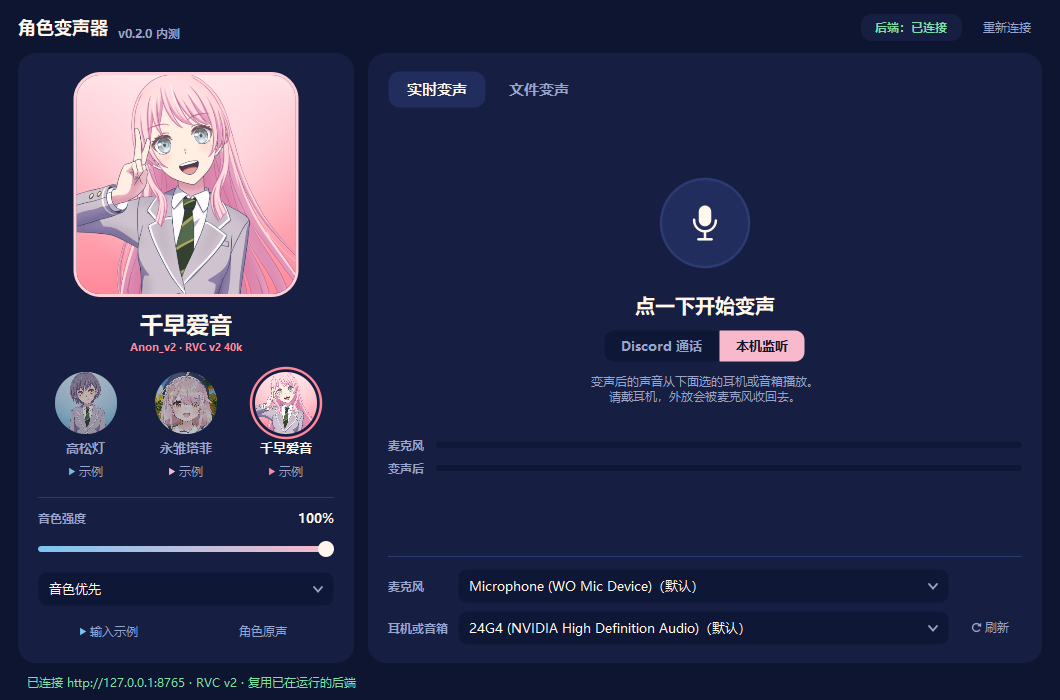 角色变声器 v0.2.0 内测
后端：已连接
重新连接
千早爱音
Anon_v2 · RVC v2 40k
高松灯
永雏塔菲
千早爱音
示例
示例
示例
音色强度
100%
音色优先
输入示例
角色原声
实时变声
文件变声
点一下开始变声
Discord 通话
本机监听
变声后的声音从下面选的耳机或音箱播放。
请戴耳机，外放会被麦克风收回去。
麦克风
变声后
麦克风
Microphone (WO Mic Device)（默认）
耳机或音箱
24G4 (NVIDIA High Definition Audio)（默认）
刷新
已连接 http://127.0.0.1:8765 · RVC v2 · 复用已在运行的后端